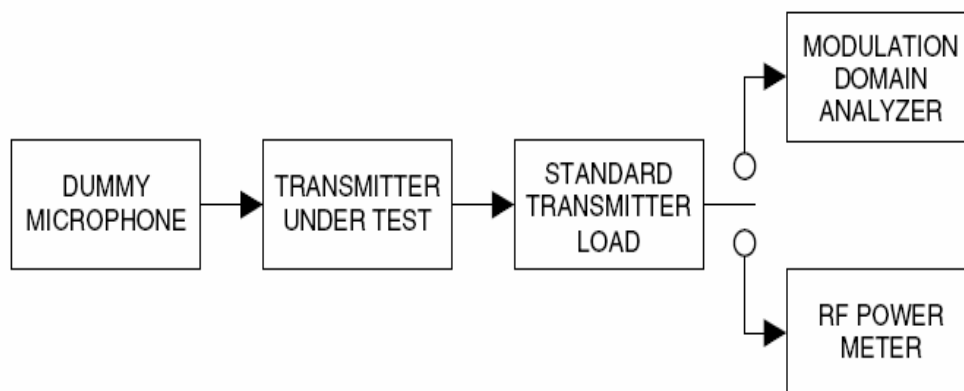 DUMMY
MICROPHONE
TRANSMITTER
UNDER TEST
STANDARD
TRANSMITTER
LOAD
MODULATION
DOMAIN
ANALYZER
RF POWER
METER